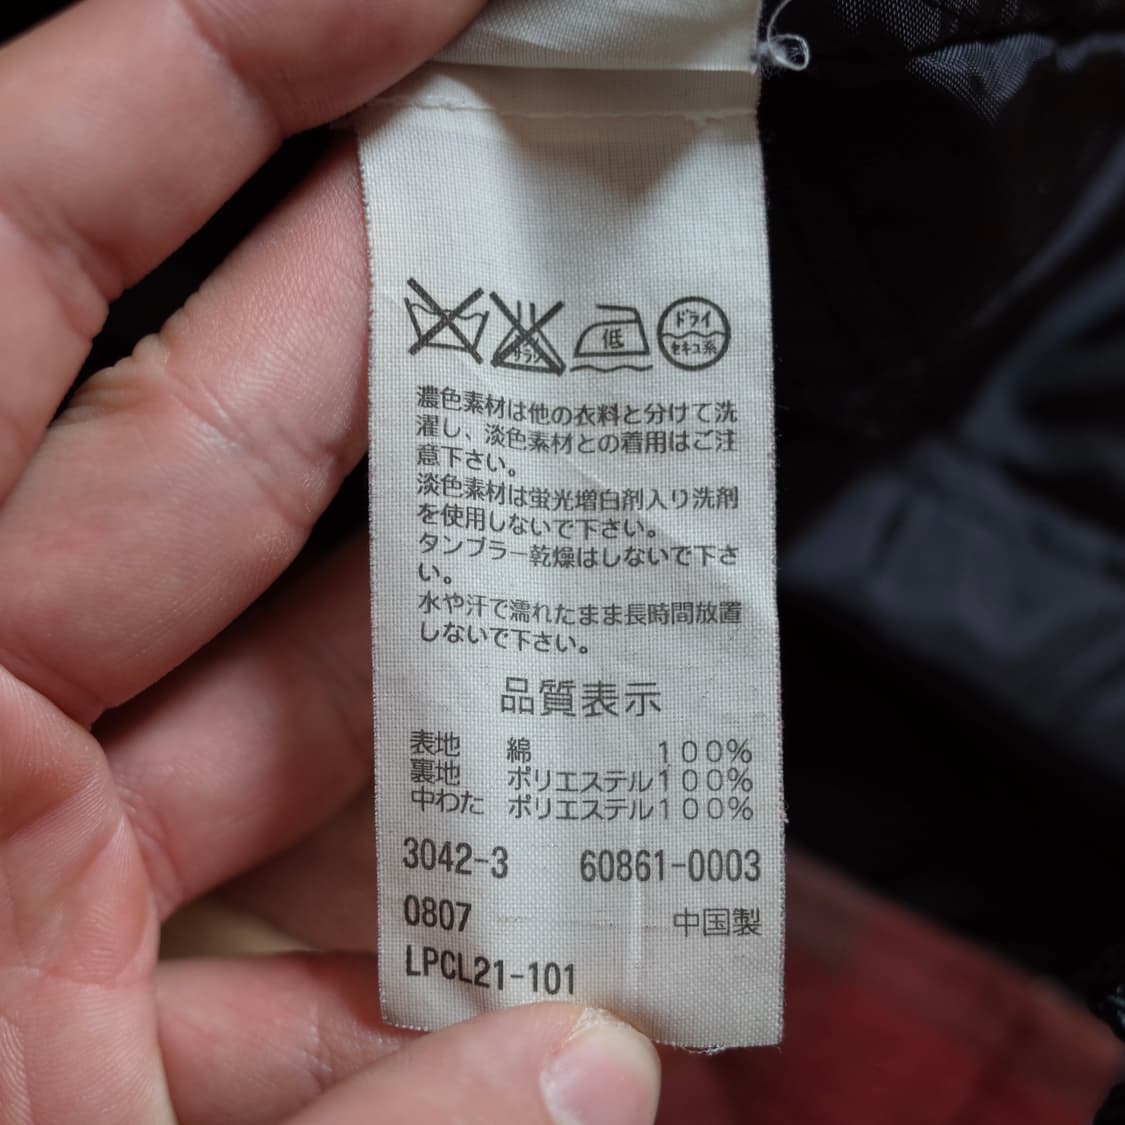 サラシ
低
ドライ
セキユ系
濃色素材は他の衣料と分けて洗
濯し、淡色素材との着用はご注
意下さい。
淡色素材は蛍光増白剤入り洗剤
を使用しないで下さい。
タンブラー乾燥はしないで下さ
い。
水や汗で濡れたまま長時間放置
しないで下さい。
品質表示
表地 綿 100%
裏地 ポリエステル100%
中わた ポリエステル100%
3042-3 60861-0003
0807 中国製
LPCL21-101